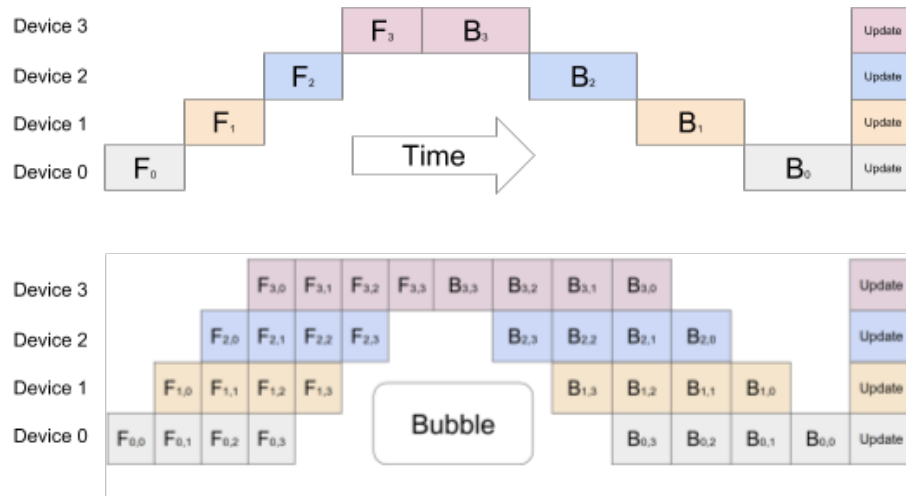 Device 3 F₃ B₃ Update
Device 2 F₂ B₂ Update
Device 1 F₁ B₁ Update
Time
Device 0 F₀ B₀ Update
Device 3 F₃,₀ F₃,₁ F₃,₂ F₃,₃ B₃,₃ B₃,₂ B₃,₁ B₃,₀ Update
Device 2 F₂,₀ F₂,₁ F₂,₂ F₂,₃ B₂,₃ B₂,₂ B₂,₁ B₂,₀ Update
Device 1 F₁,₀ F₁,₁ F₁,₂ F₁,₃ B₁,₃ B₁,₂ B₁,₁ B₁,₀ Update
Bubble
Device 0 F₀,₀ F₀,₁ F₀,₂ F₀,₃ B₀,₃ B₀,₂ B₀,₁ B₀,₀ Update